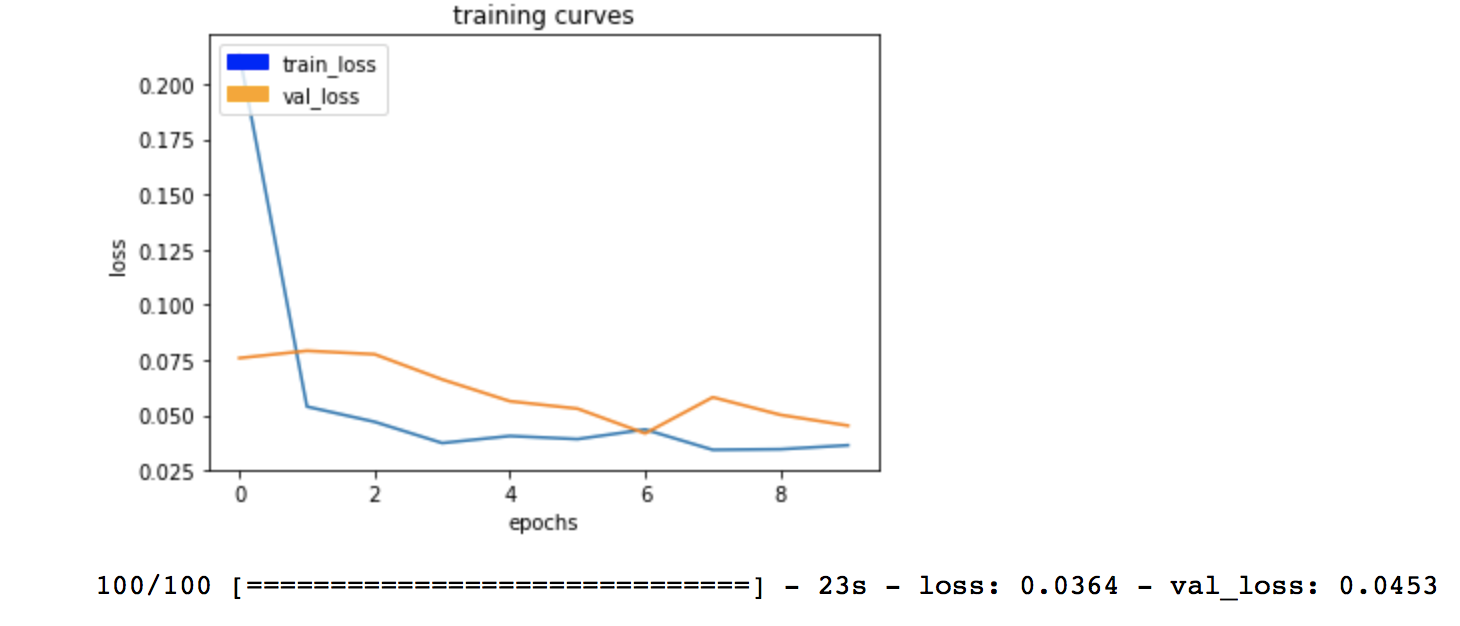 training curves
train_loss
val_loss
0.200
0.175
0.150
0.125
0.100
0.075
0.050
0.025
loss
0 2 4 6 8
epochs
100/100 [==============================] - 23s - loss: 0.0364 - val_loss: 0.0453